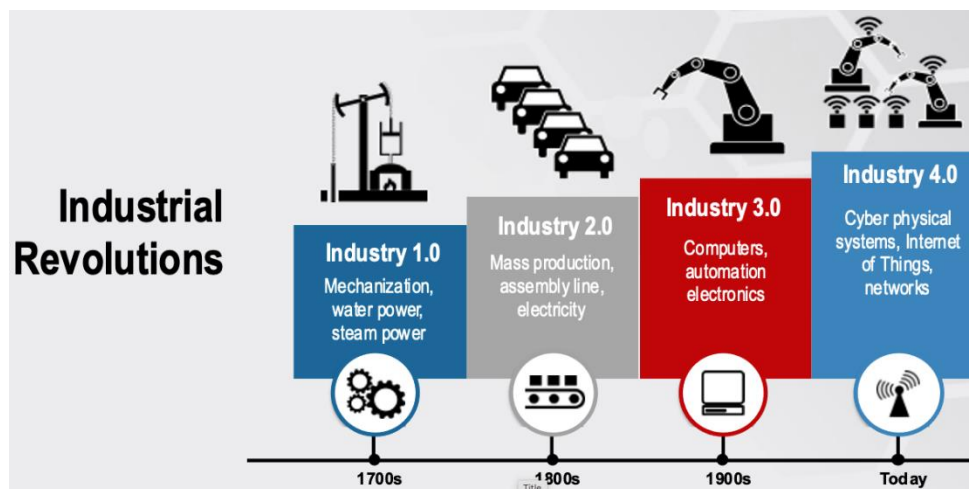 Industrial
Revolutions
Industry 1.0
Mechanization,
water power,
steam power
Industry 2.0
Mass production,
assembly line,
electricity
Industry 3.0
Computers,
automation
electronics
Industry 4.0
Cyber physical
systems, Internet
of Things,
networks
1700s
1800s
1900s
Today
Title